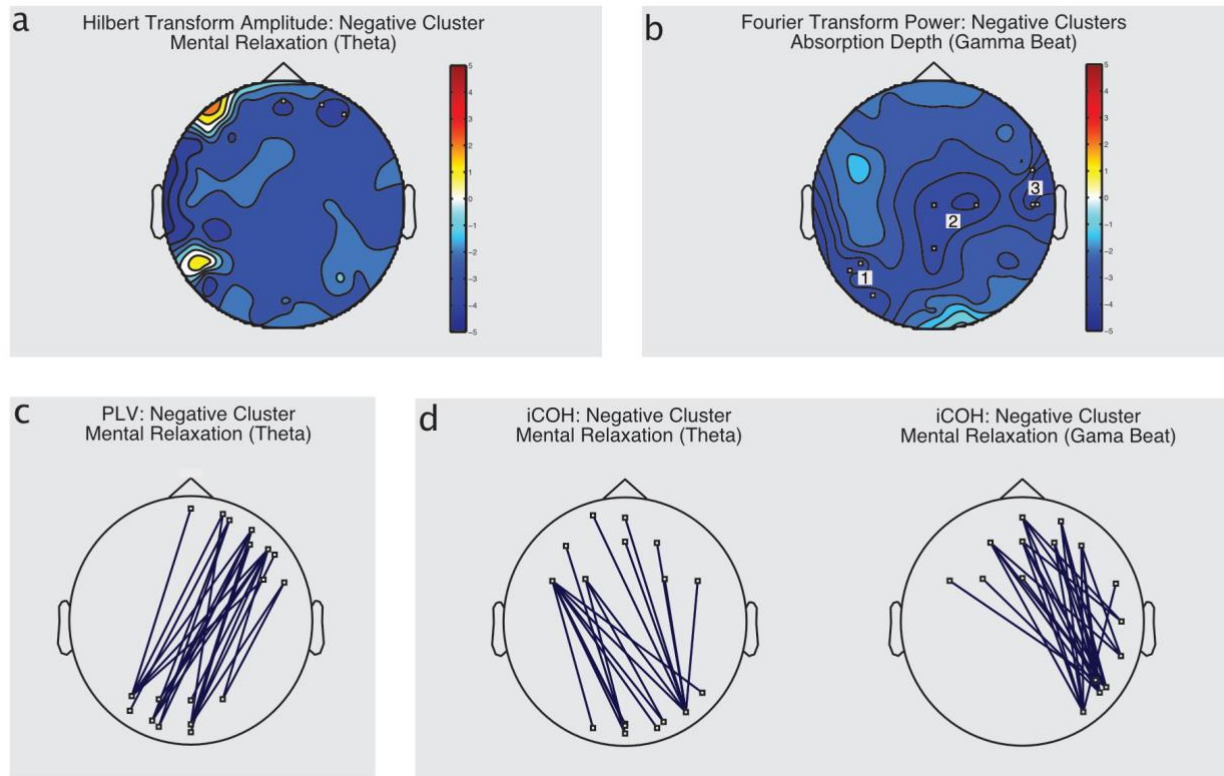 a
Hilbert Transform Amplitude: Negative Cluster
Mental Relaxation (Theta)
5
4
3
2
1
0
-1
-2
-3
-4
-5
b
Fourier Transform Power: Negative Clusters
Absorption Depth (Gamma Beat)
3
2
1
5
4
3
2
1
0
-1
-2
-3
-4
-5
c
PLV: Negative Cluster
Mental Relaxation (Theta)
d
iCOH: Negative Cluster
Mental Relaxation (Theta)
iCOH: Negative Cluster
Mental Relaxation (Gama Beat)